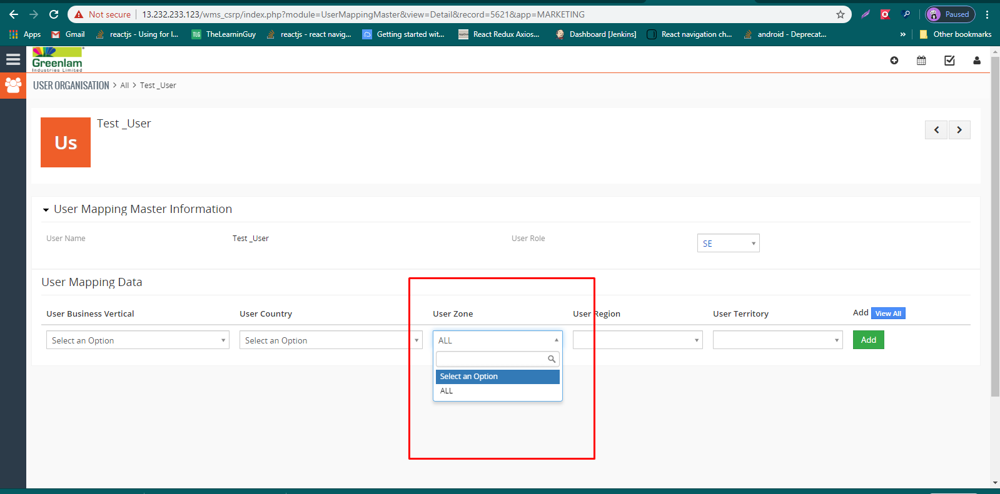 Not secure 13.232.233.123/wms_csrp/index.php?module=UserMappingMaster&view=Detail&record=5621&app=MARKETING Paused
Apps Gmail reactjs - Using for l... TLG TheLearnGuy reactjs - react navig... Getting started wit... React Redux Axios... Dashboard [Jenkins] React navigation ch... android - Deprecat... » Other bookmarks
Greenlam
Industries Limited
USER ORGANISATION > All > Test _User
Us
Test _User
User Mapping Master Information
User Name Test _User User Role SE
User Mapping Data
User Business Vertical User Country User Zone User Region User Territory Add View All
Select an Option Select an Option ALL Add
Select an Option
ALL